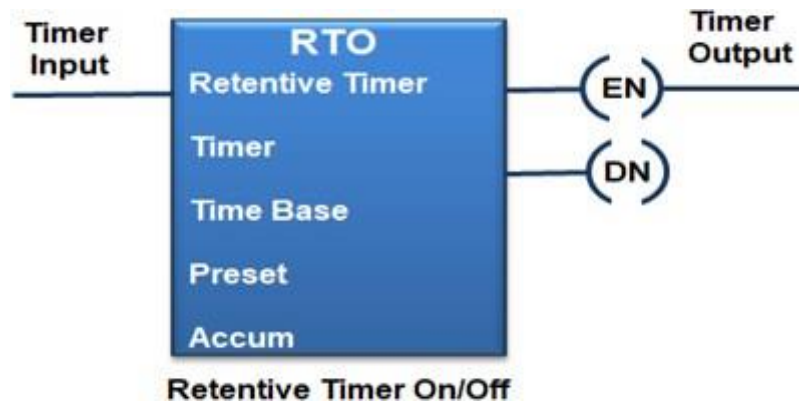 Timer
Input
RTO
Retentive Timer
Timer
Time Base
Preset
Accum
EN
DN
Timer
Output
Retentive Timer On/Off